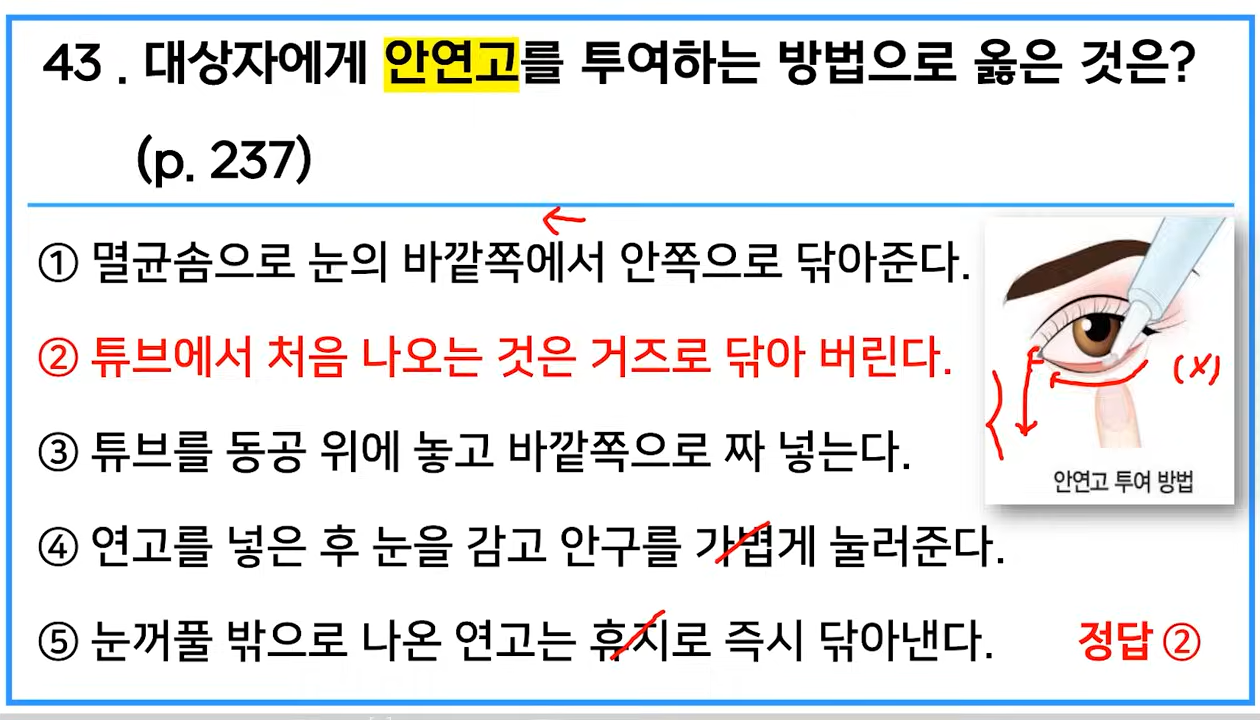 43 . 대상자에게 안연고를 투여하는 방법으로 옳은 것은?
(p. 237)
① 멸균솜으로 눈의 바깥쪽에서 안쪽으로 닦아준다.
② 튜브에서 처음 나오는 것은 거즈로 닦아 버린다.
③ 튜브를 동공 위에 놓고 바깥쪽으로 짜 넣는다.
④ 연고를 넣은 후 눈을 감고 안구를 가볍게 눌러준다.
⑤ 눈꺼풀 밖으로 나온 연고는 휴지로 즉시 닦아낸다.
(X)
안연고 투여 방법
정답 ②